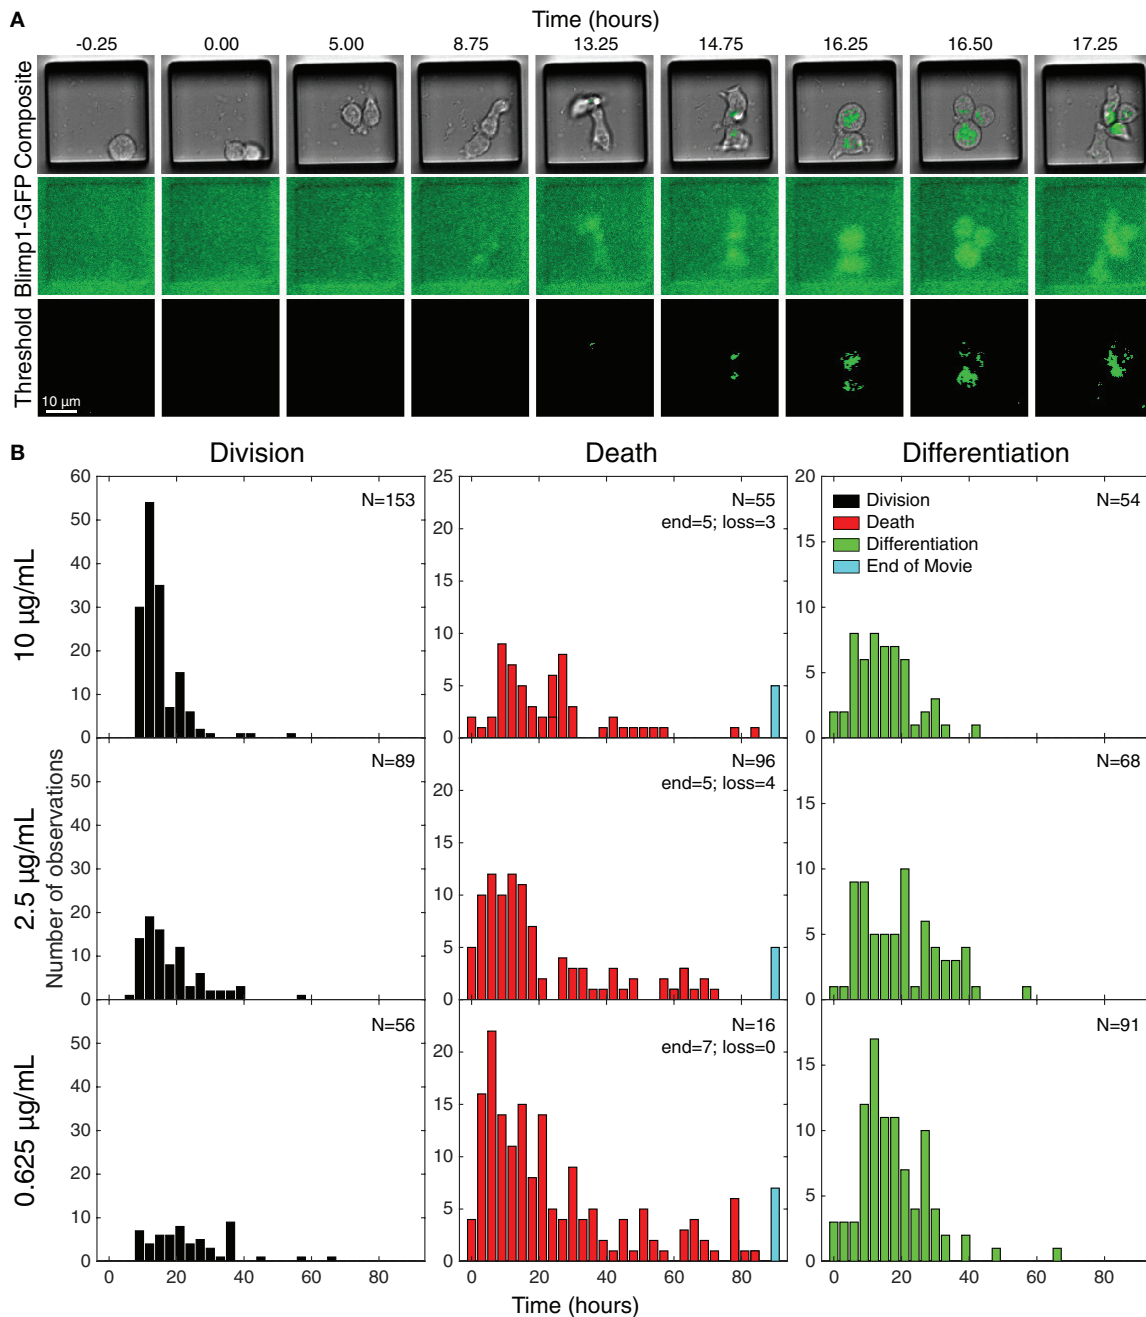 A
Time (hours)
-0.25 0.00 5.00 8.75 13.25 14.75 16.25 16.50 17.25
Composite
Blimp1-GFP
Threshold
10 µm
B
Division Death Differentiation
10 µg/mL
60
50
40
30
20
10
0
N=153
25
20
15
10
5
0
N=55
end=5; loss=3
20
15
10
5
0
Division
Death
Differentiation
End of Movie
N=54
2.5 µg/mL
Number of observations
50
40
30
20
10
0
N=89
20
15
10
5
0
N=96
end=5; loss=4
15
10
5
0
N=68
0.625 µg/mL
50
40
30
20
10
0
N=56
20
15
10
5
0
N=16
end=7; loss=0
15
10
5
0
N=91
0 20 40 60 80 0 20 40 60 80 0 20 40 60 80
Time (hours)